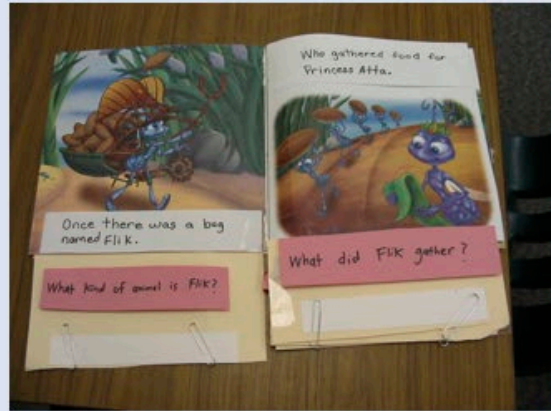 Once there was a bug
named Flik.
What kind of animal is Flik?
Who gathered food for
Princess Atta.
What did Flik gather?